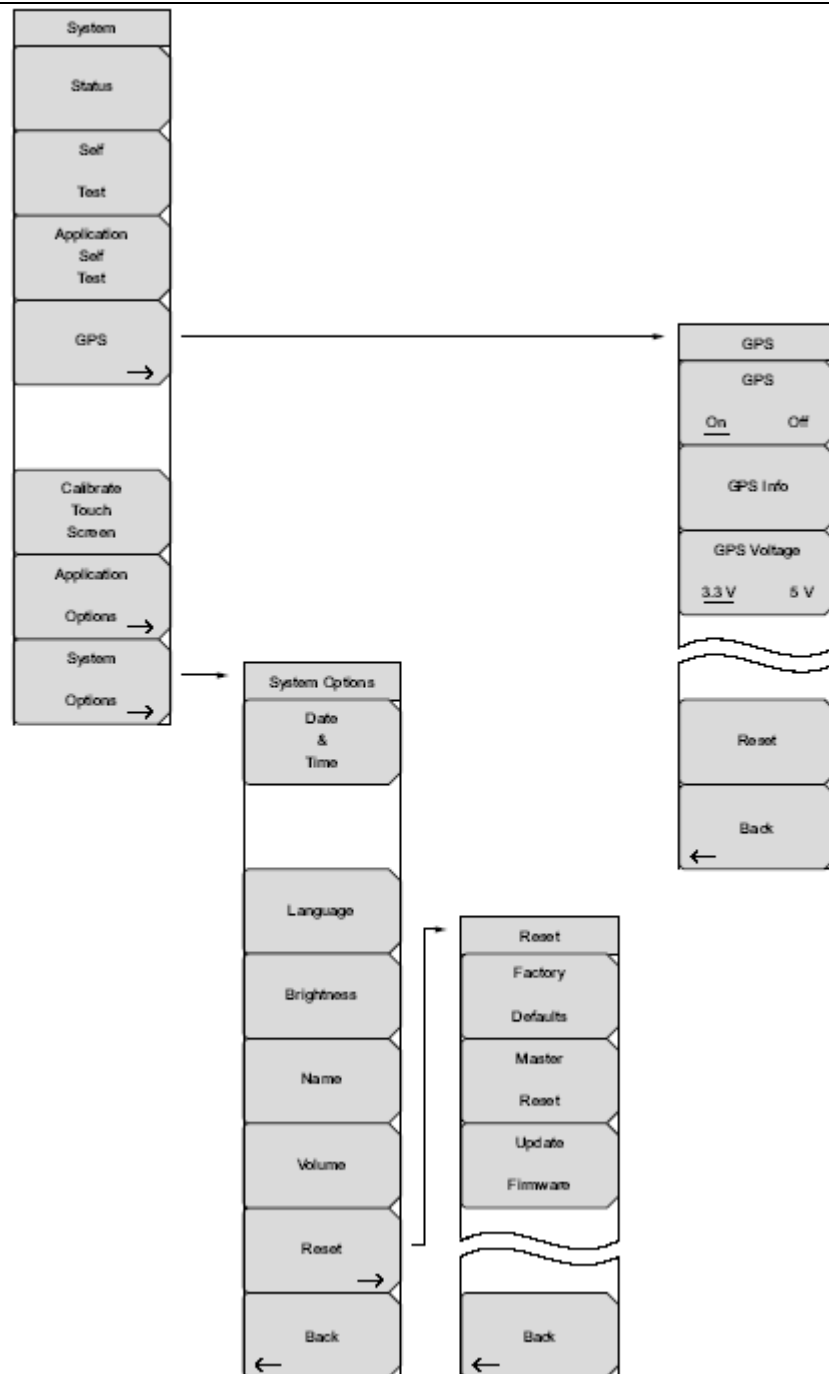 System
Status
Self
Test
Application
Self
Test
GPS
Calibrate
Touch
Screen
Application
Options
System
Options
GPS
GPS
On Off
GPS Info
GPS Voltage
3.3 V 5 V
Reset
Back
System Options
Date
&
Time
Language
Brightness
Name
Volume
Reset
Back
Reset
Factory
Defaults
Master
Reset
Update
Firmware
Back